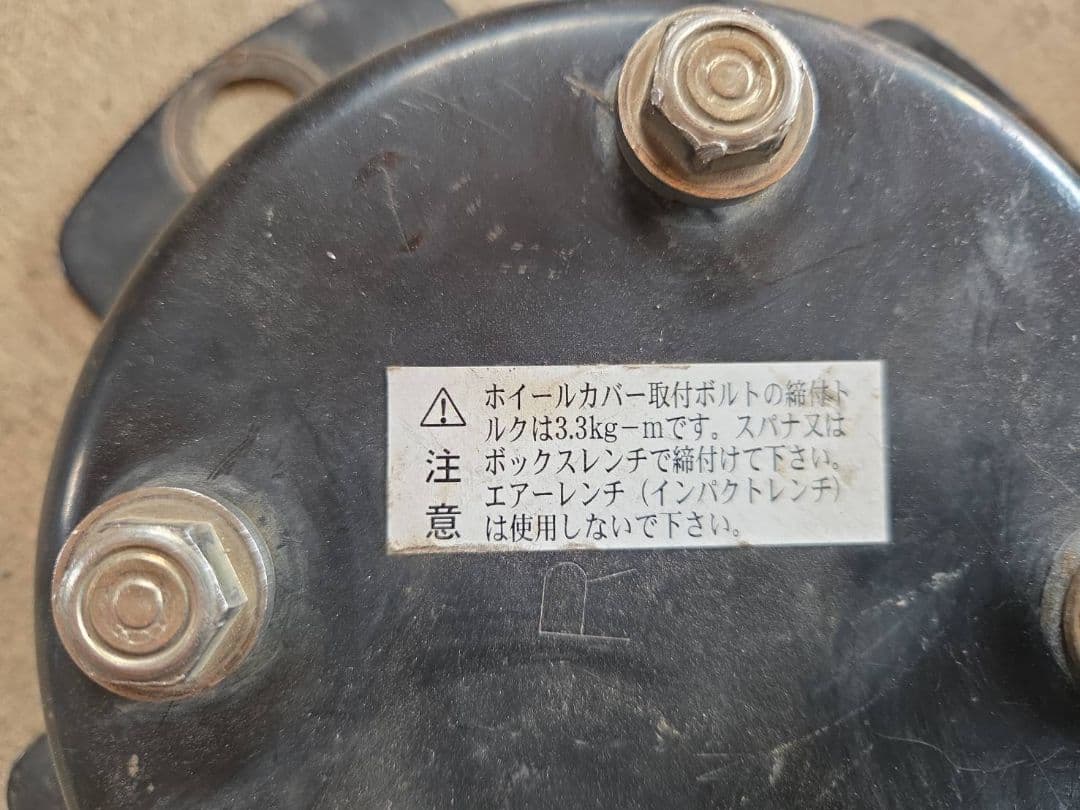 ⚠ 注意
ホイールカバー取付ボルトの締付ト
ルクは3.3kg−mです。スパナ又は
ボックスレンチで締付けて下さい。
エアーレンチ（インパクトレンチ）
は使用しないで下さい。
R